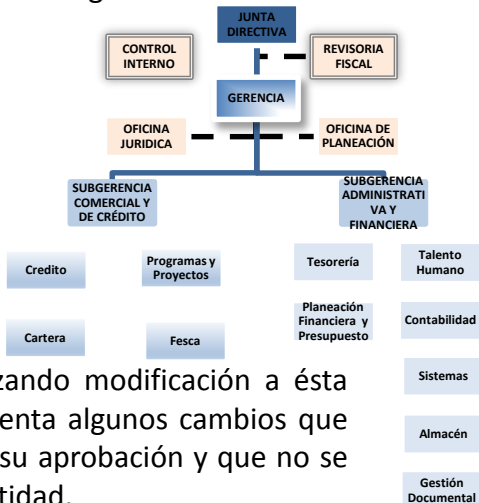 JUNTA
DIRECTIVA
CONTROL
INTERNO
REVISORIA
FISCAL
GERENCIA
OFICINA
JURIDICA
OFICINA DE
PLANEACIÓN
SUBGERENCIA
COMERCIAL Y
DE CRÉDITO
SUBGERENCIA
ADMINISTRATI
VA Y
FINANCIERA
Credito
Programas y
Proyectos
Tesorería
Talento
Humano
Cartera
Fesca
Planeación
Financiera y
Presupuesto
Contabilidad
Sistemas
Almacén
Gestión
Documental
zando modificación a ésta
enta algunos cambios que
su aprobación y que no se
tidad.